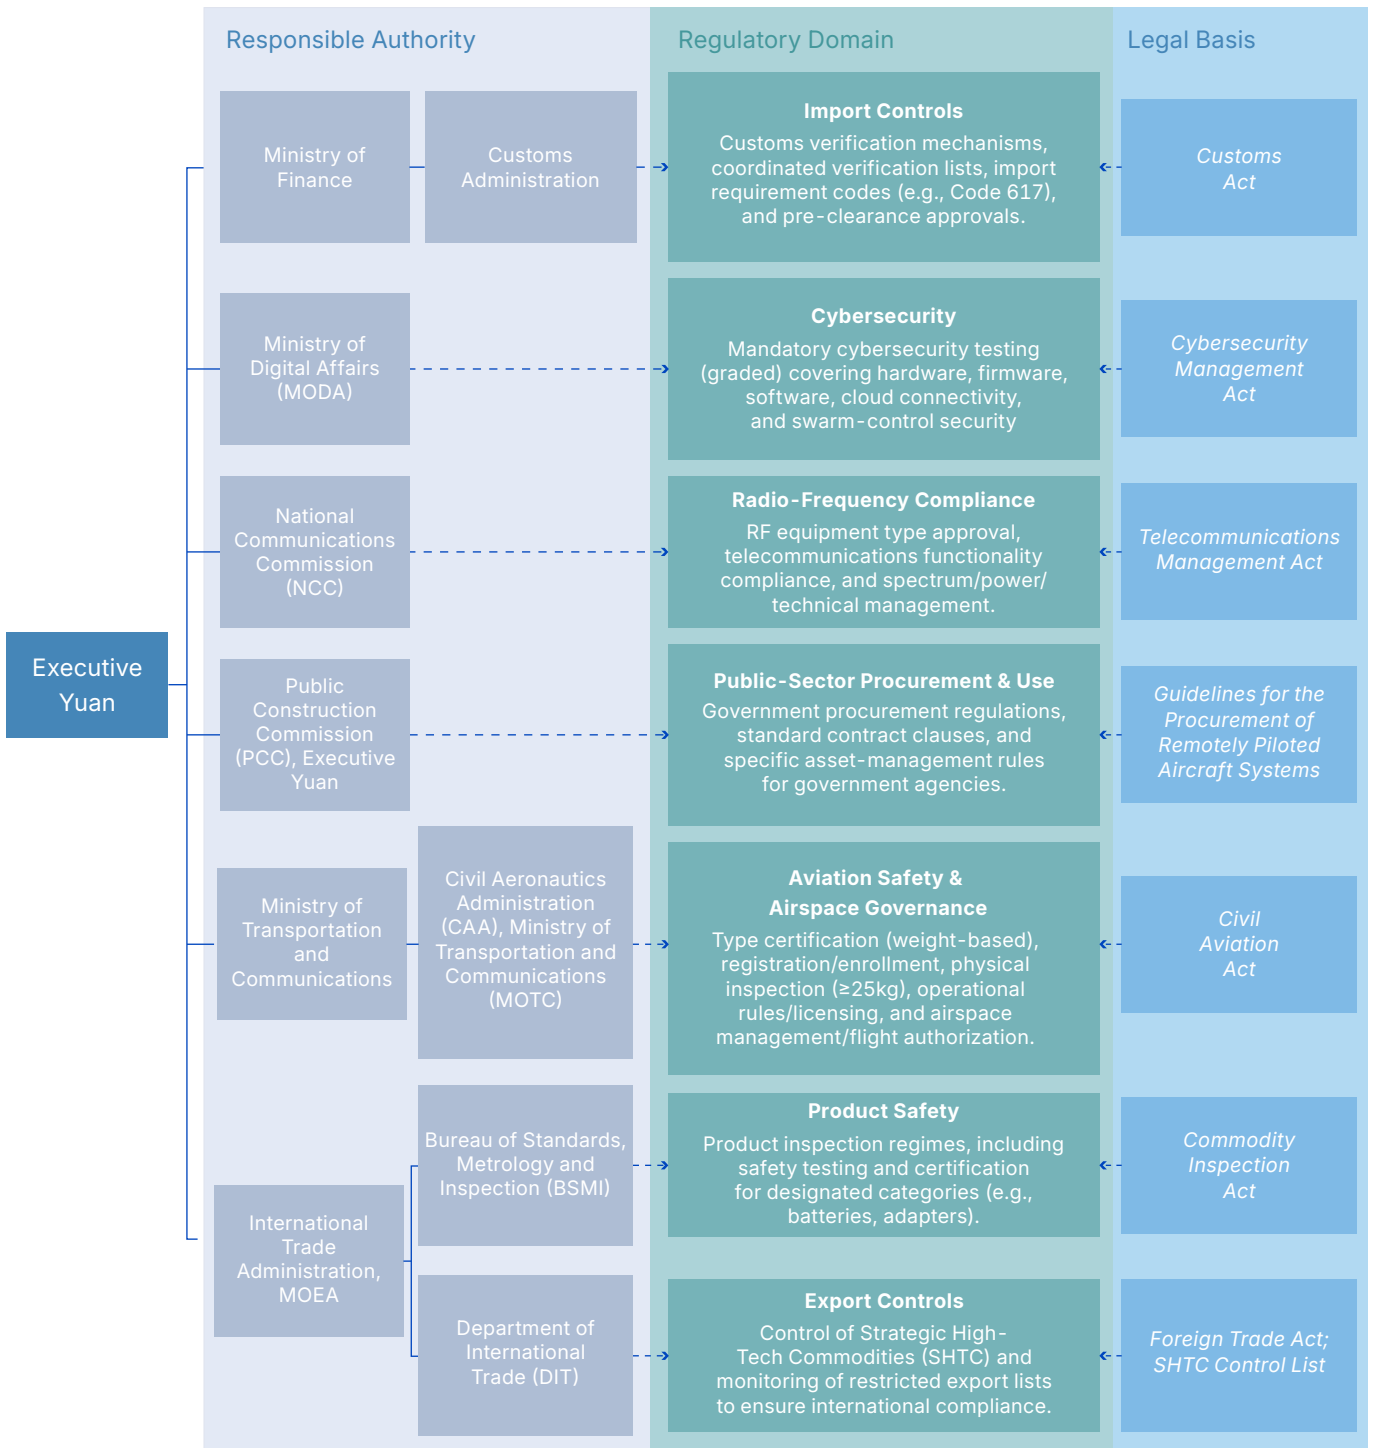 Responsible Authority
Regulatory Domain
Legal Basis
Executive
Yuan
Ministry of
Finance
Customs
Administration
Import Controls
Customs verification mechanisms,
coordinated verification lists, import
requirement codes (e.g., Code 617),
and pre-clearance approvals.
Customs
Act
Ministry of
Digital Affairs
(MODA)
Cybersecurity
Mandatory cybersecurity testing
(graded) covering hardware, firmware,
software, cloud connectivity,
and swarm-control security
Cybersecurity
Management
Act
National
Communications
Commission
(NCC)
Radio-Frequency Compliance
RF equipment type approval,
telecommunications functionality
compliance, and spectrum/power/
technical management.
Telecommunications
Management Act
Public
Construction
Commission
(PCC), Executive
Yuan
Public-Sector Procurement & Use
Government procurement regulations,
standard contract clauses, and
specific asset-management rules
for government agencies.
Guidelines for the
Procurement of
Remotely Piloted
Aircraft Systems
Ministry of
Transportation
and
Communications
Civil Aeronautics
Administration
(CAA), Ministry of
Transportation and
Communications
(MOTC)
Aviation Safety &
Airspace Governance
Type certification (weight-based),
registration/enrollment, physical
inspection (≥25kg), operational
rules/licensing, and airspace
management/flight authorization.
Civil
Aviation
Act
International
Trade
Administration,
MOEA
Bureau of Standards,
Metrology and
Inspection (BSMI)
Product Safety
Product inspection regimes, including
safety testing and certification
for designated categories (e.g.,
batteries, adapters).
Commodity
Inspection
Act
Department of
International
Trade (DIT)
Export Controls
Control of Strategic High-
Tech Commodities (SHTC) and
monitoring of restricted export lists
to ensure international compliance.
Foreign Trade Act;
SHTC Control List